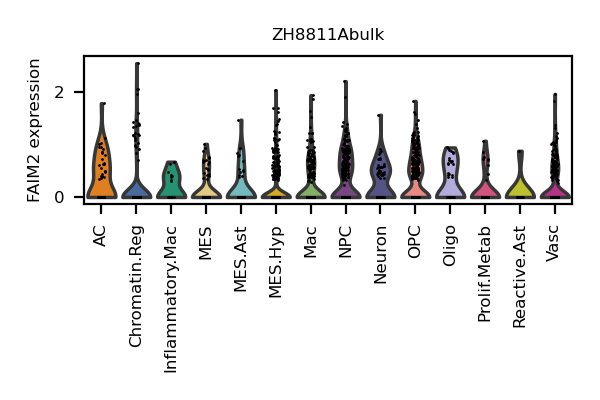 ZH8811Abulk
FAIM2 expression
2
0
AC
Chromatin.Reg
Inflammatory.Mac
MES
MES.Ast
MES.Hyp
Mac
NPC
Neuron
OPC
Oligo
Prolif.Metab
Reactive.Ast
Vasc